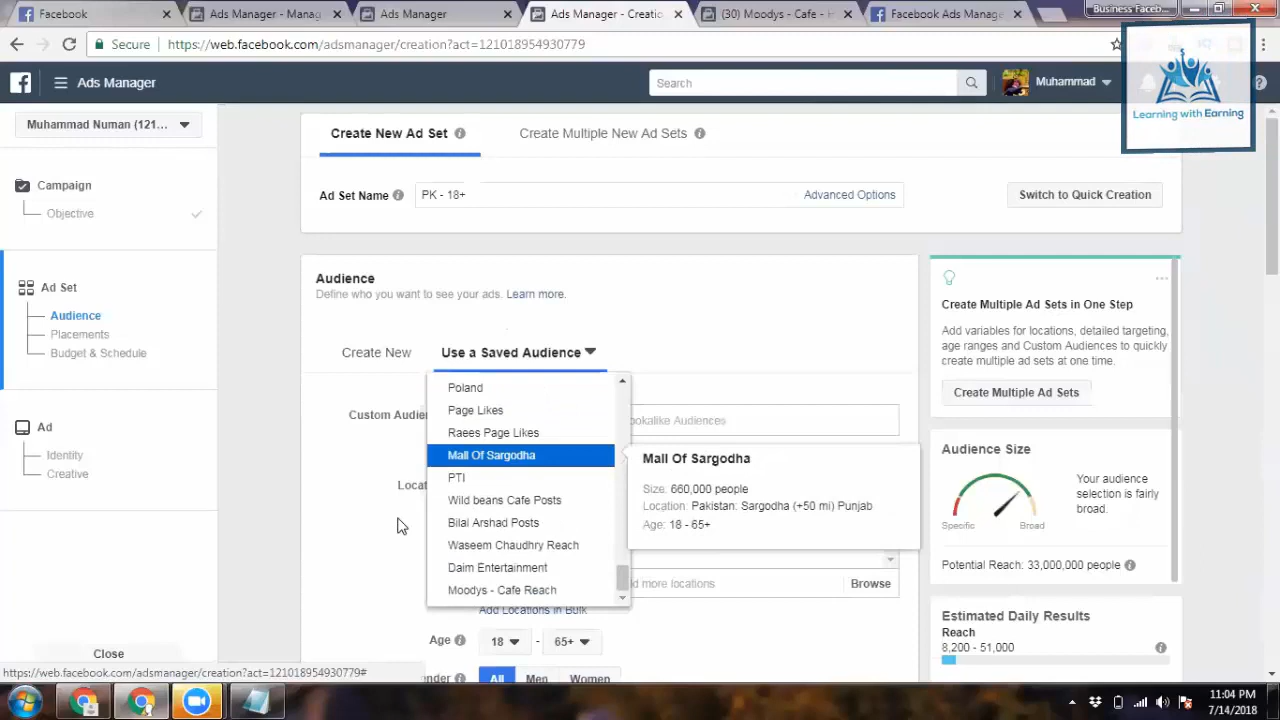 Facebook
Ads Manager - Manag
Ads Manager
Ads Manager - Creatio
(30) Moodys - Cafe - H
Facebook Ads Manage
Business Faceb...
Secure
https://web.facebook.com/adsmanager/creation?act=121018954930779
Ads Manager
Search
Muhammad
Learning with Earning
Muhammad Numan (121...
Create New Ad Set
Create Multiple New Ad Sets
Campaign
Objective
Ad Set Name
PK - 18+
Advanced Options
Switch to Quick Creation
Ad Set
Audience
Placements
Budget & Schedule
Ad
Identity
Creative
Close
Audience
Define who you want to see your ads. Learn more.
Create New
Use a Saved Audience
Custom Audien
ookalike Audiences
Locat
Poland
Page Likes
Raees Page Likes
Mall Of Sargodha
PTI
Wild beans Cafe Posts
Bilal Arshad Posts
Waseem Chaudhry Reach
Daim Entertainment
Moodys - Cafe Reach
Mall Of Sargodha
Size: 660,000 people
Location: Pakistan: Sargodha (+50 mi) Punjab
Age: 18 - 65+
d more locations
Browse
Add Locations in Bulk
Age
18
-
65+
ender
All
Men
Women
Create Multiple Ad Sets in One Step
Add variables for locations, detailed targeting,
age ranges and Custom Audiences to quickly
create multiple ad sets at one time.
Create Multiple Ad Sets
Audience Size
Specific
Broad
Your audience
selection is fairly
broad.
Potential Reach: 33,000,000 people
Estimated Daily Results
Reach
8,200 - 51,000
https://web.facebook.com/adsmanager/creation?act=121018954930779#
11:04 PM
7/14/2018